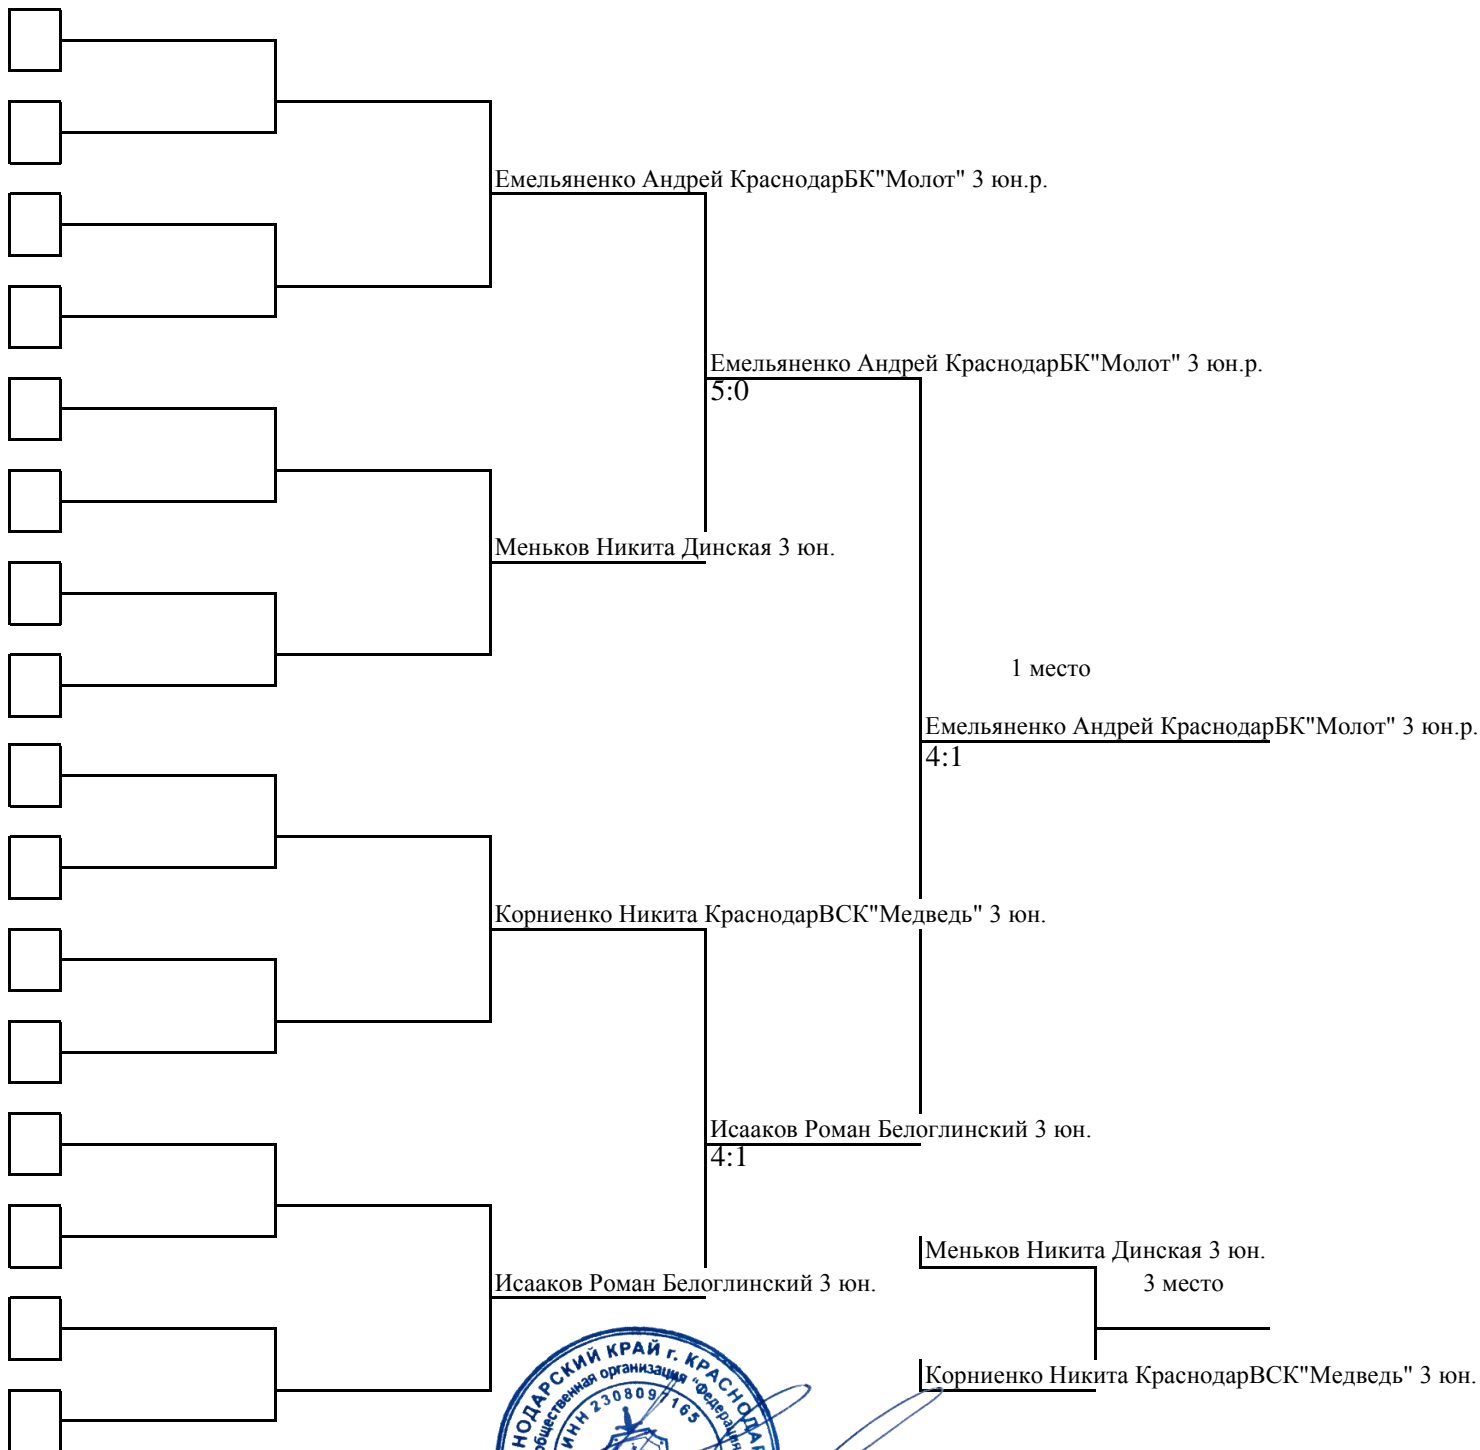 Емельяненко Андрей КраснодарБК"Молот" 3 юн.р.
Емельяненко Андрей КраснодарБК"Молот" 3 юн.р.
5:0
Меньков Никита Динская 3 юн.
1 место
Емельяненко Андрей КраснодарБК"Молот" 3 юн.р.
4:1
Корниенко Никита КраснодарВСК"Медведь" 3 юн.
Исааков Роман Белоглинский 3 юн.
4:1
Меньков Никита Динская 3 юн.
Исааков Роман Белоглинский 3 юн.
3 место
Корниенко Никита КраснодарВСК"Медведь" 3 юн.
КРАЙ г.
общественная организация "Федерация
ИНН